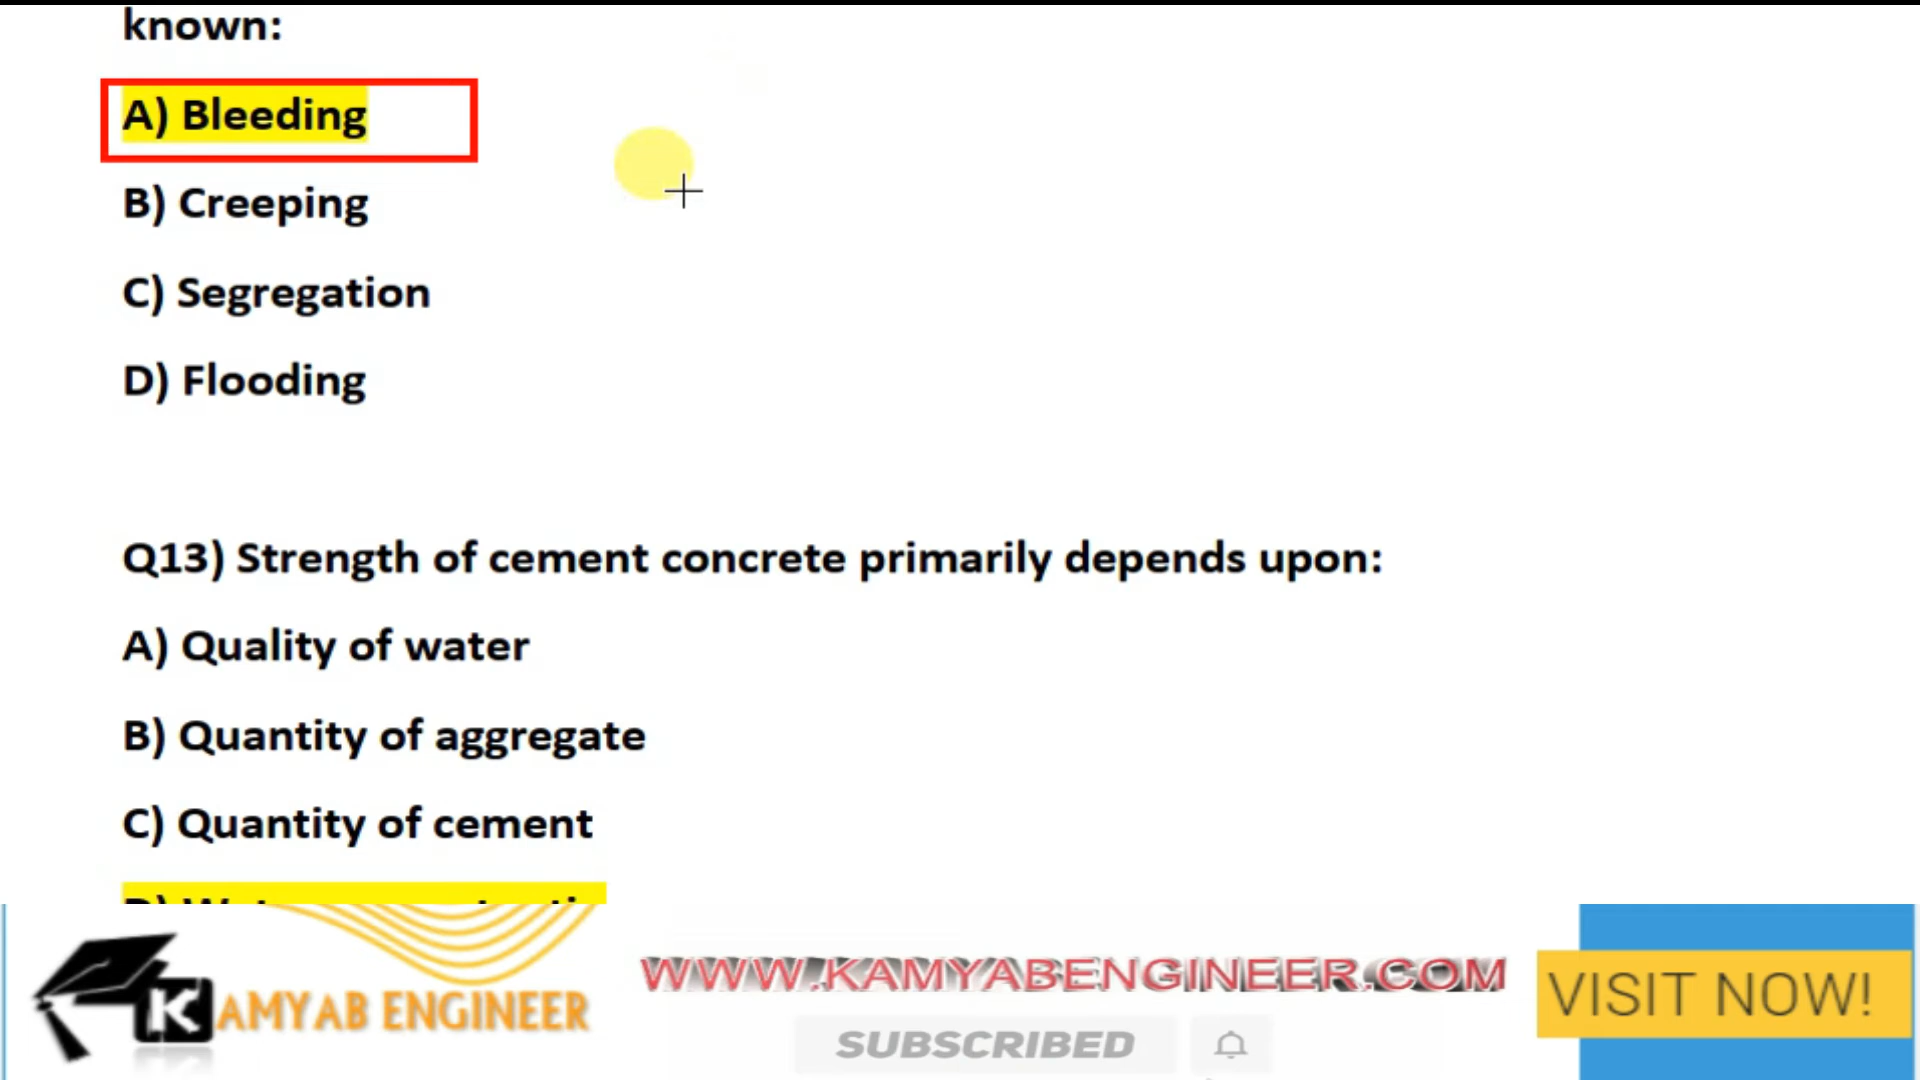 known:
A) Bleeding
B) Creeping
C) Segregation
D) Flooding
Q13) Strength of cement concrete primarily depends upon:
A) Quality of water
B) Quantity of aggregate
C) Quantity of cement
KAMYAB ENGINEER
WWW.KAMYABENGINEER.COM
SUBSCRIBED
VISIT NOW!